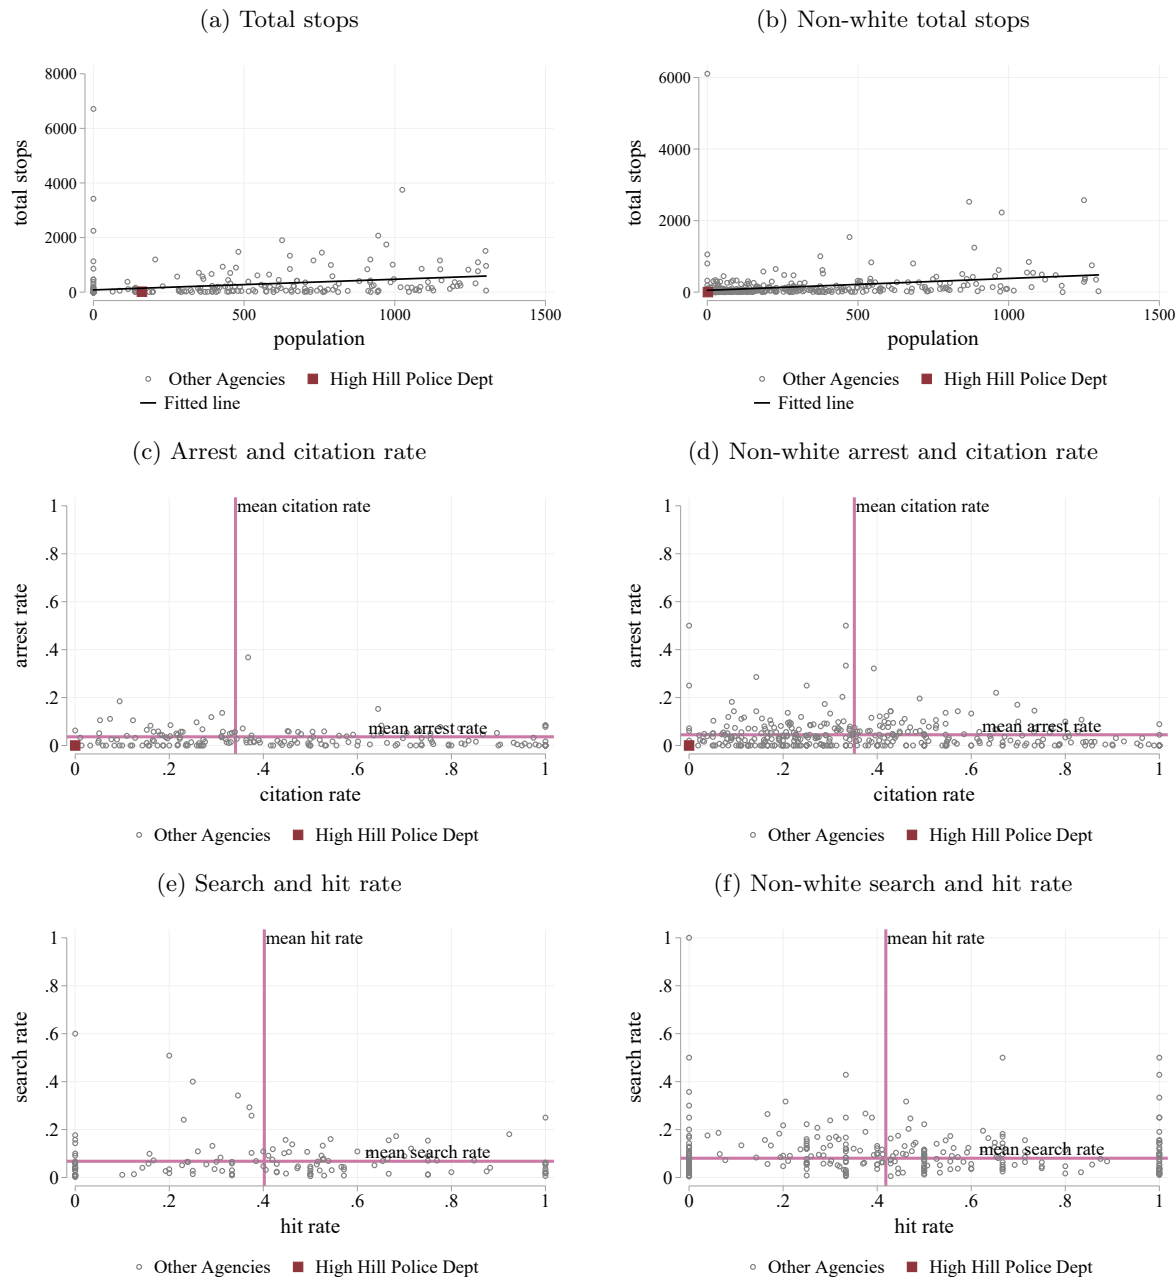 (a) Total stops
(b) Non-white total stops
total stops
8000
6000
4000
2000
0
0 500 1000 1500
population
Other Agencies High Hill Police Dept
Fitted line
total stops
6000
4000
2000
0
0 500 1000 1500
population
Other Agencies High Hill Police Dept
Fitted line
(c) Arrest and citation rate
(d) Non-white arrest and citation rate
arrest rate
1
.8
.6
.4
.2
0
mean citation rate
mean arrest rate
0 .2 .4 .6 .8 1
citation rate
Other Agencies High Hill Police Dept
arrest rate
1
.8
.6
.4
.2
0
mean citation rate
mean arrest rate
0 .2 .4 .6 .8 1
citation rate
Other Agencies High Hill Police Dept
(e) Search and hit rate
(f) Non-white search and hit rate
search rate
1
.8
.6
.4
.2
0
mean hit rate
mean search rate
0 .2 .4 .6 .8 1
hit rate
Other Agencies High Hill Police Dept
search rate
1
.8
.6
.4
.2
0
mean hit rate
mean search rate
0 .2 .4 .6 .8 1
hit rate
Other Agencies High Hill Police Dept